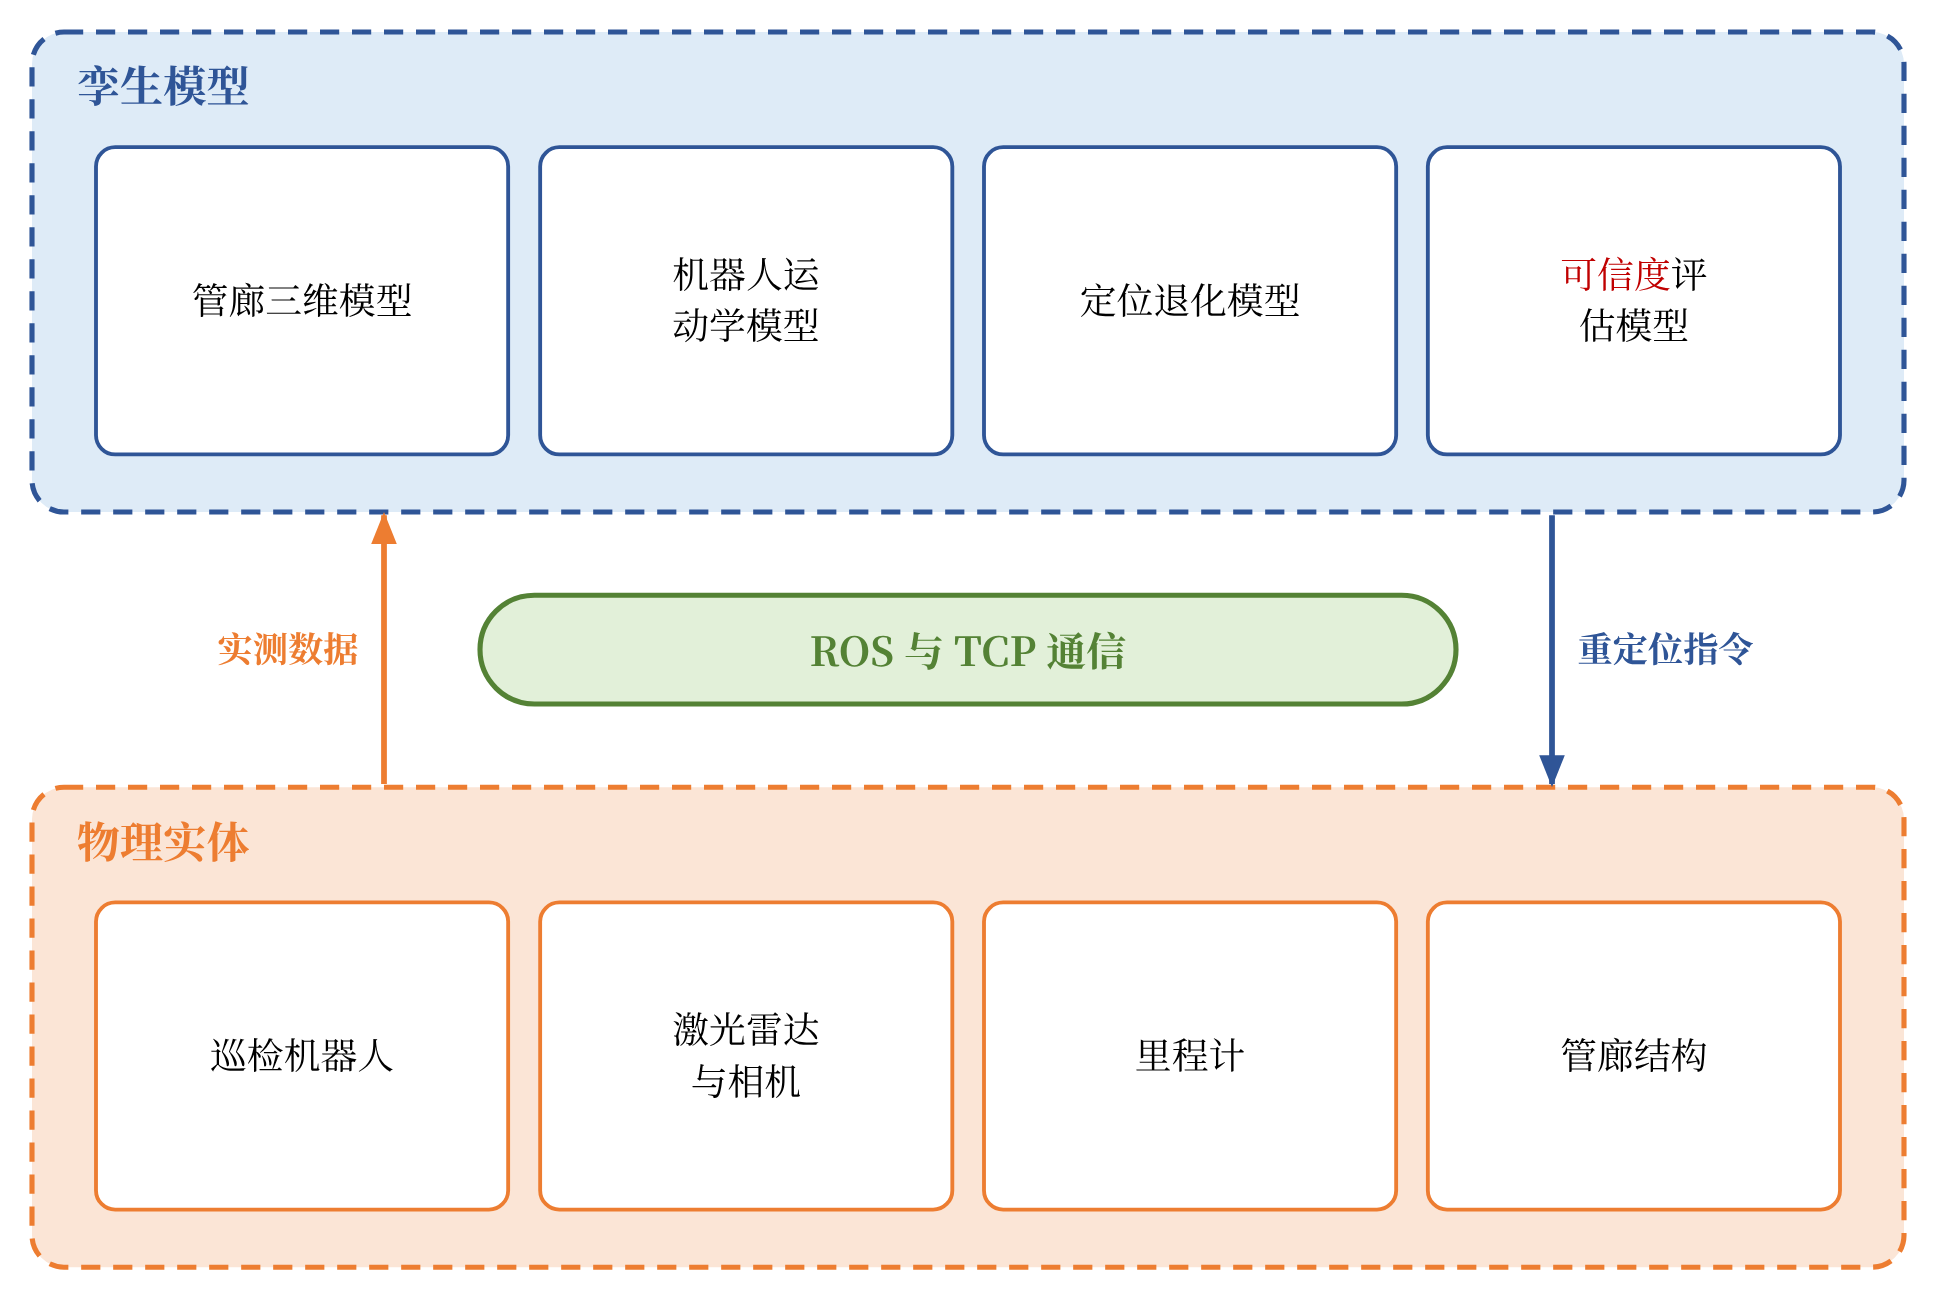 孪生模型
管廊三维模型
机器人运
动学模型
定位退化模型
可信度评
估模型
实测数据
ROS 与 TCP 通信
重定位指令
物理实体
巡检机器人
激光雷达
与相机
里程计
管廊结构